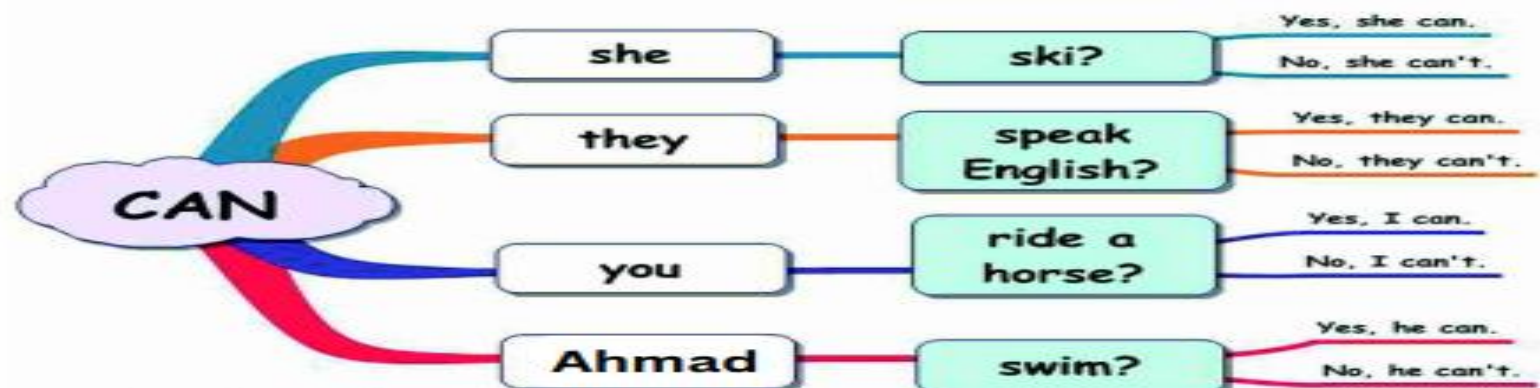 CAN
she
ski?
Yes, she can.
No, she can't.
they
speak
English?
Yes, they can.
No, they can't.
you
ride a
horse?
Yes, I can.
No, I can't.
Ahmad
swim?
Yes, he can.
No, he can't.